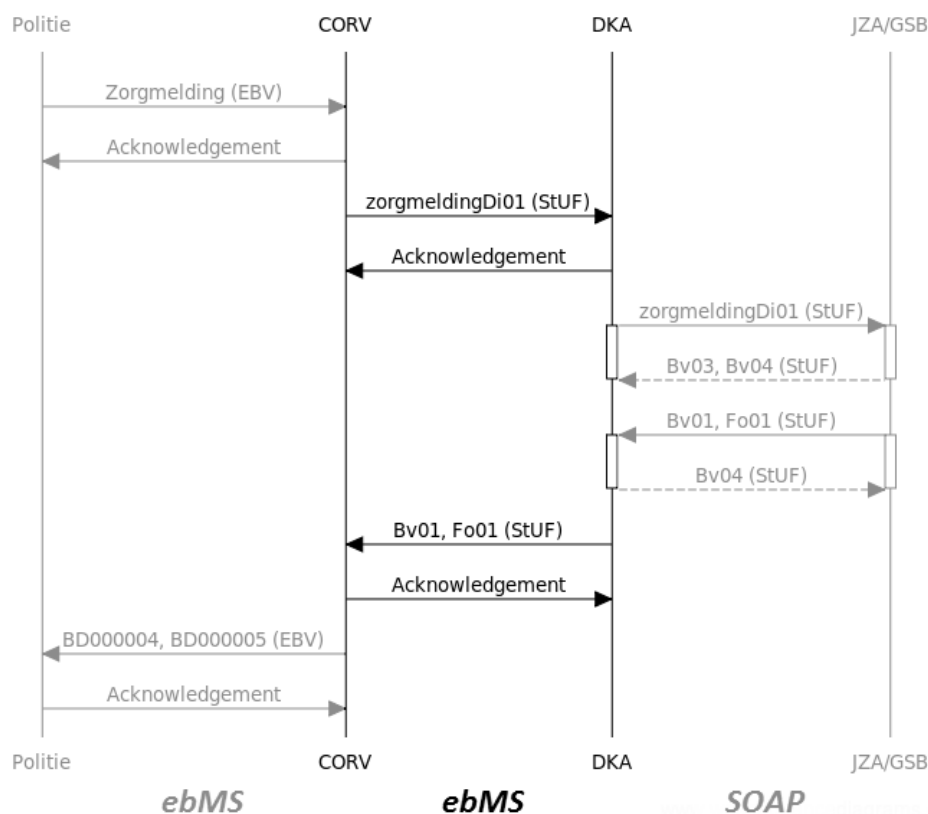 Politie CORV DKA JZA/GSB
Zorgmelding (EBV)
Acknowledgement
zorgmeldingDi01 (StUF)
Acknowledgement
zorgmeldingDi01 (StUF)
Bv03, Bv04 (StUF)
Bv01, Fo01 (StUF)
Bv04 (StUF)
Bv01, Fo01 (StUF)
Acknowledgement
BD000004, BD000005 (EBV)
Acknowledgement
Politie CORV DKA JZA/GSB
ebMS ebMS SOAP